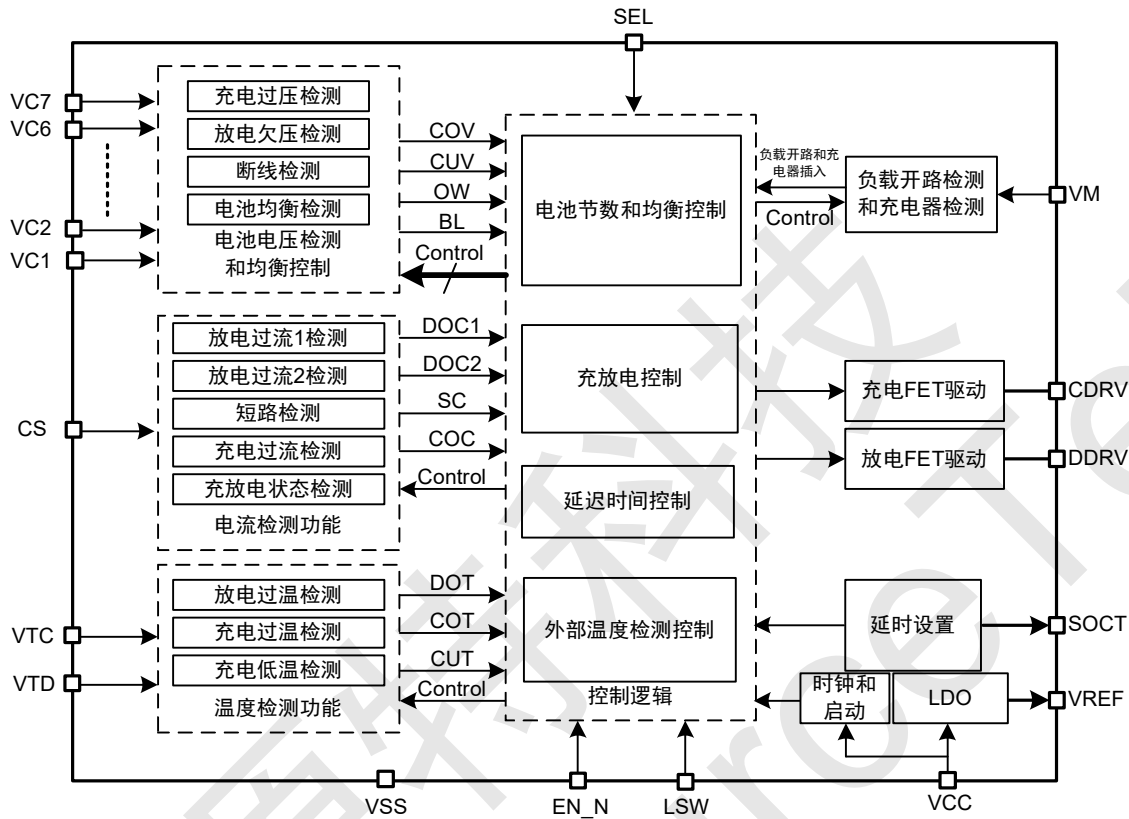 SEL
VC7
VC6
VC2
VC1
充电过压检测
放电欠压检测
断线检测
电池均衡检测
电池电压检测
和均衡控制
COV
CUV
OW
BL
Control
电池节数和均衡控制
负载开路和充
电器插入
Control
负载开路检测
和充电器检测
VM
CS
放电过流1检测
放电过流2检测
短路检测
充电过流检测
充放电状态检测
电流检测功能
DOC1
DOC2
SC
COC
Control
充放电控制
延迟时间控制
充电FET驱动
放电FET驱动
CDRV
DDRV
VTC
VTD
放电过温检测
充电过温检测
充电低温检测
温度检测功能
DOT
COT
CUT
Control
外部温度检测控制
控制逻辑
延时设置
时钟和
启动
LDO
SOCT
VREF
VSS
EN_N
LSW
VCC